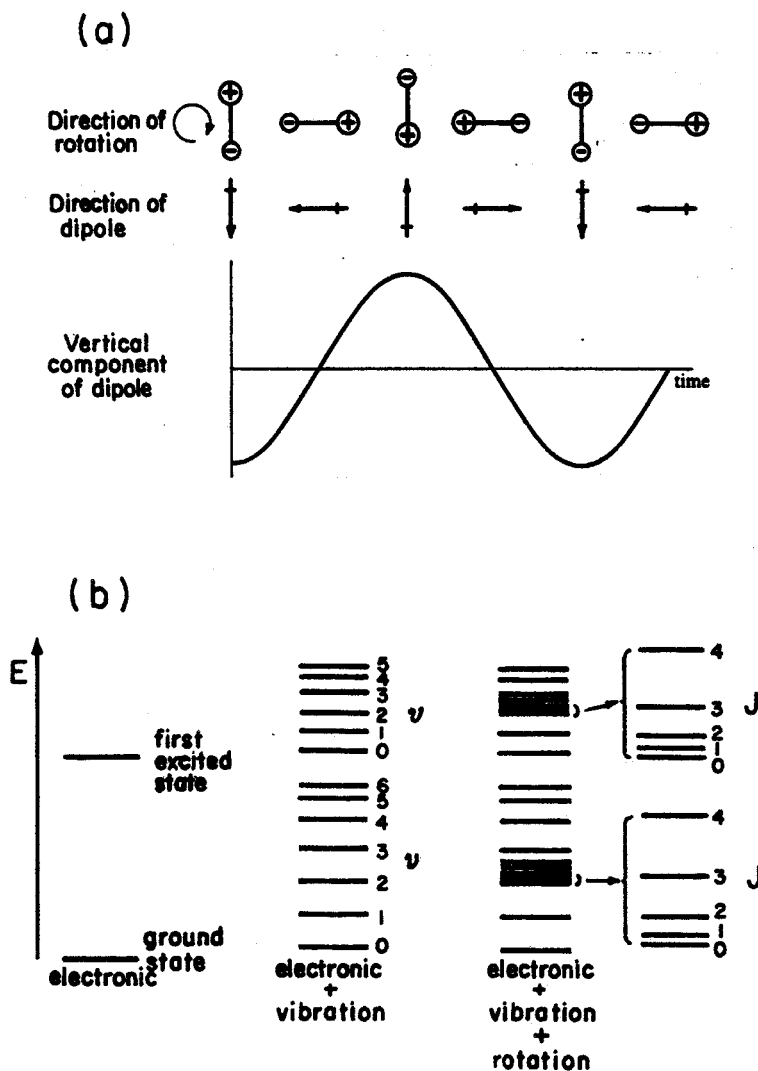 (a)
+
−
− +
−
+
+ −
+
−
− +
Direction of
rotation
Direction of
dipole
Vertical
component
of dipole
time
(b)
E
first
excited
state
ground
state
electronic
5
4
3
2
1
0
ν
6
5
4
3
2
1
0
ν
electronic
+
vibration
electronic
+
vibration
+
rotation
4
3
2
1
0
J
4
3
2
1
0
J